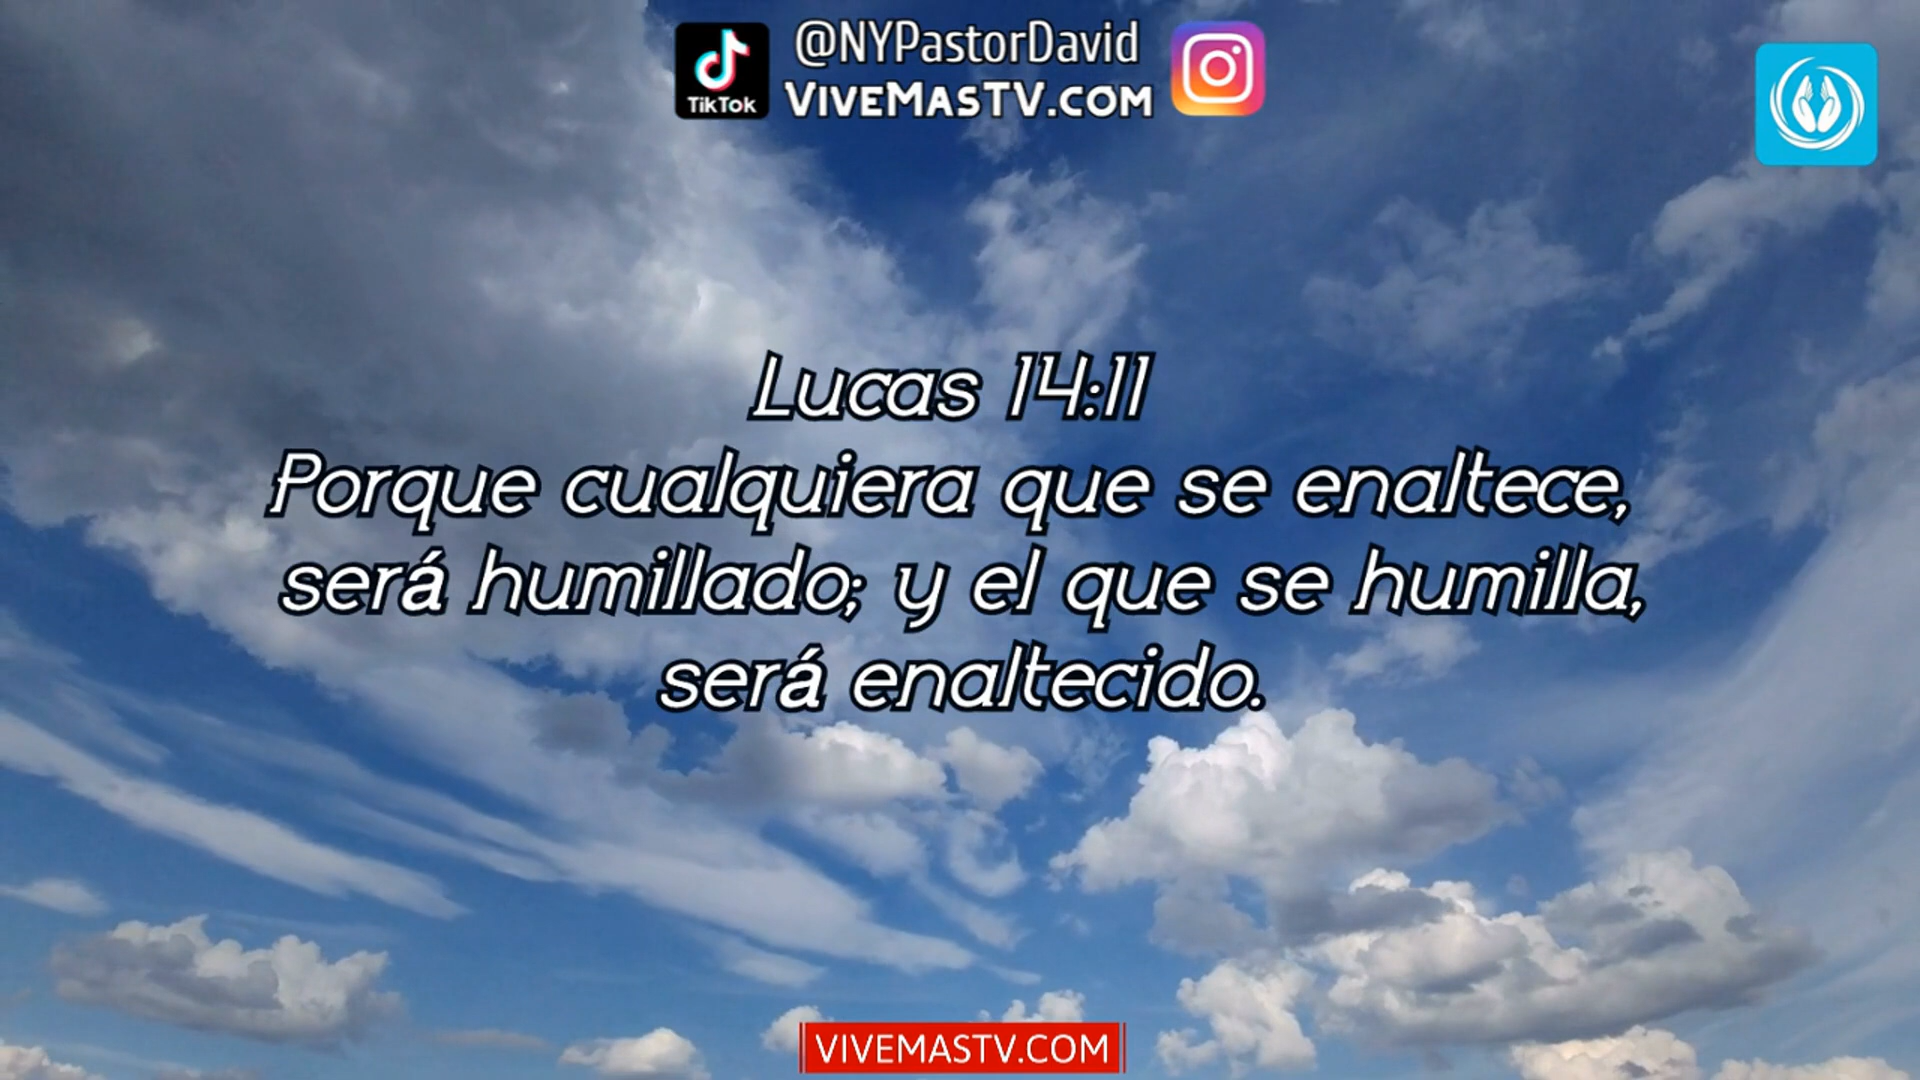 @NYPastorDavid
TikTok
ViveMasTV.com
Lucas 14:11
Porque cualquiera que se enaltece,
será humillado; y el que se humilla,
será enaltecido.
VIVEMASTV.COM